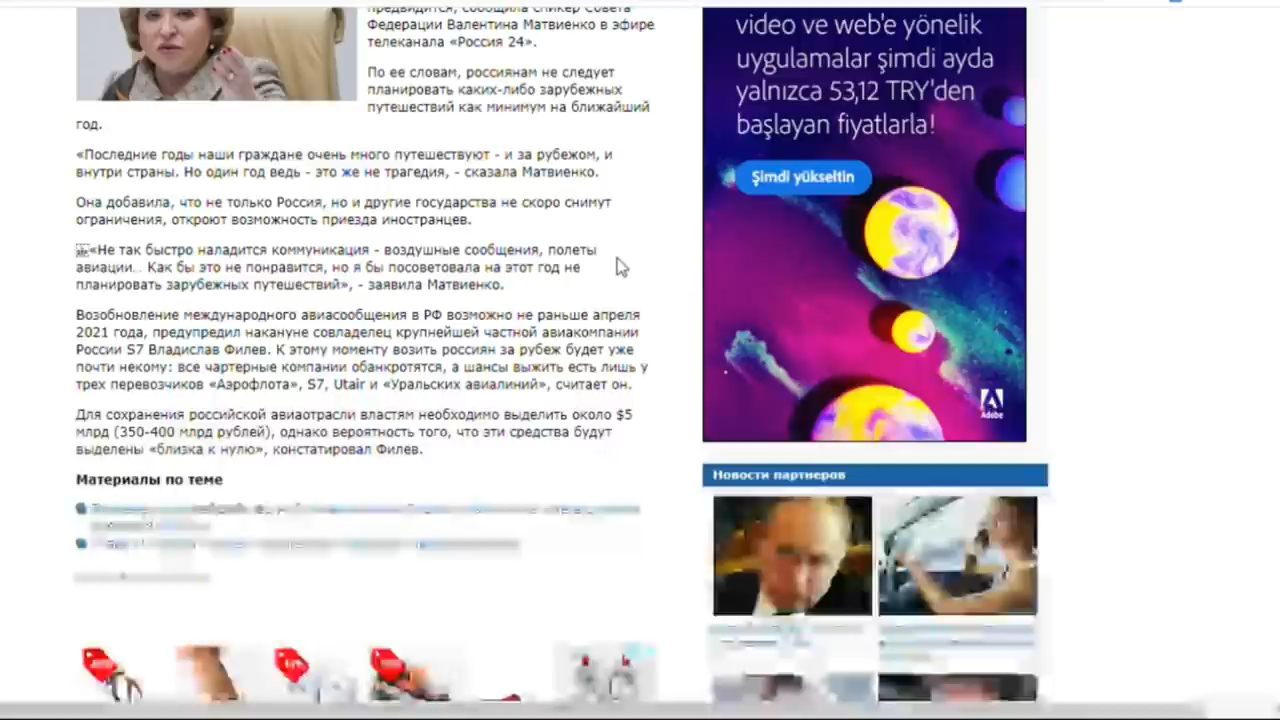 предвидится, сообщила спикер Совета
Федерации Валентина Матвиенко в эфире
телеканала «Россия 24».
По ее словам, россиянам не следует
планировать каких-либо зарубежных
путешествий как минимум на ближайший
год.
«Последние годы наши граждане очень много путешествуют - и за рубежом, и
внутри страны. Но один год ведь - это же не трагедия, - сказала Матвиенко.
Она добавила, что не только Россия, но и другие государства не скоро снимут
ограничения, откроют возможность приезда иностранцев.
«Не так быстро наладится коммуникация - воздушные сообщения, полеты
авиации… Как бы это не понравится, но я бы посоветовала на этот год не
планировать зарубежных путешествий», - заявила Матвиенко.
Возобновление международного авиасообщения в РФ возможно не раньше апреля
2021 года, предупредил накануне совладелец крупнейшей частной авиакомпании
России S7 Владислав Филев. К этому моменту возить россиян за рубеж будет уже
почти некому: все чартерные компании обанкротятся, а шансы выжить есть лишь у
трех перевозчиков «Аэрофлота», S7, Utair и «Уральских авиалиний», считает он.
Для сохранения российской авиаотрасли властям необходимо выделить около $5
млрд (350-400 млрд рублей), однако вероятность того, что эти средства будут
выделены «близка к нулю», констатировал Филев.
Материалы по теме
video ve web'e yönelik
uygulamalar şimdi ayda
yalnızca 53,12 TRY'den
başlayan fiyatlarla!
Şimdi yükseltin
Adobe
Новости партнеров